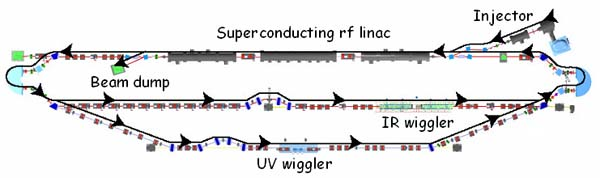 Injector
Superconducting rf linac
Beam dump
IR wiggler
UV wiggler